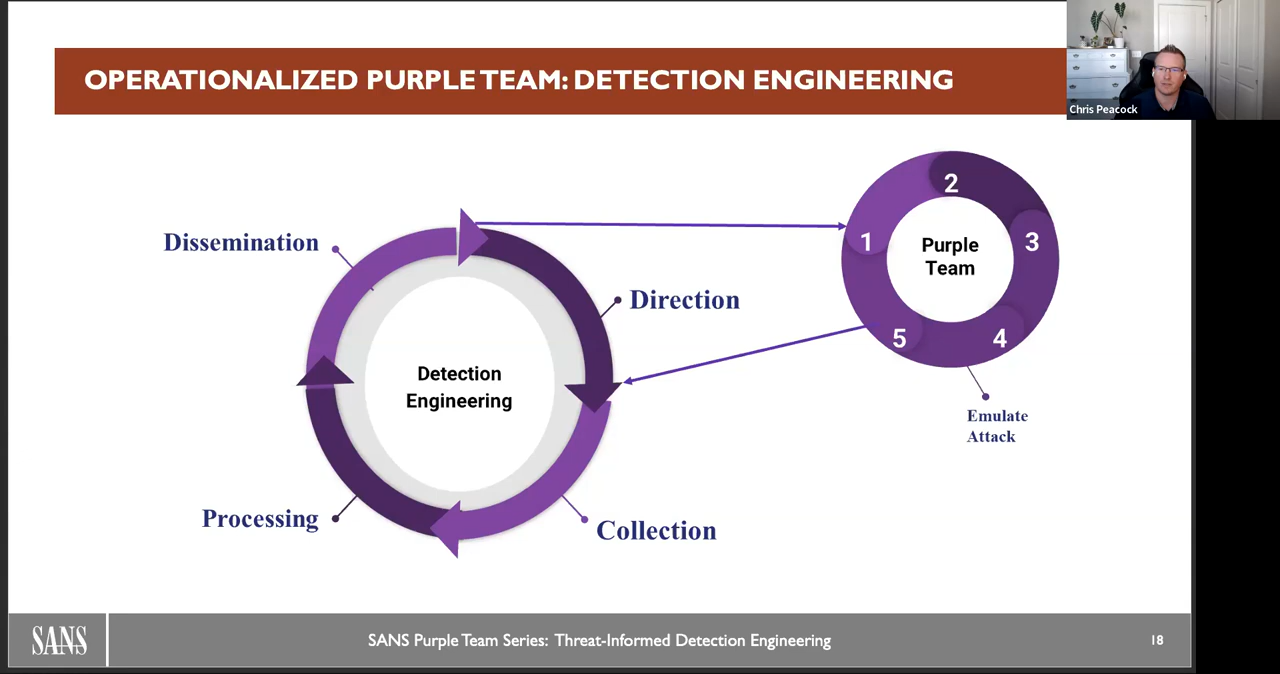 OPERATIONALIZED PURPLE TEAM: DETECTION ENGINEERING
Chris Peacock
Dissemination
Direction
Detection
Engineering
Processing
Collection
1
2
3
4
5
Purple
Team
Emulate
Attack
SANS
SANS Purple Team Series: Threat-Informed Detection Engineering
18